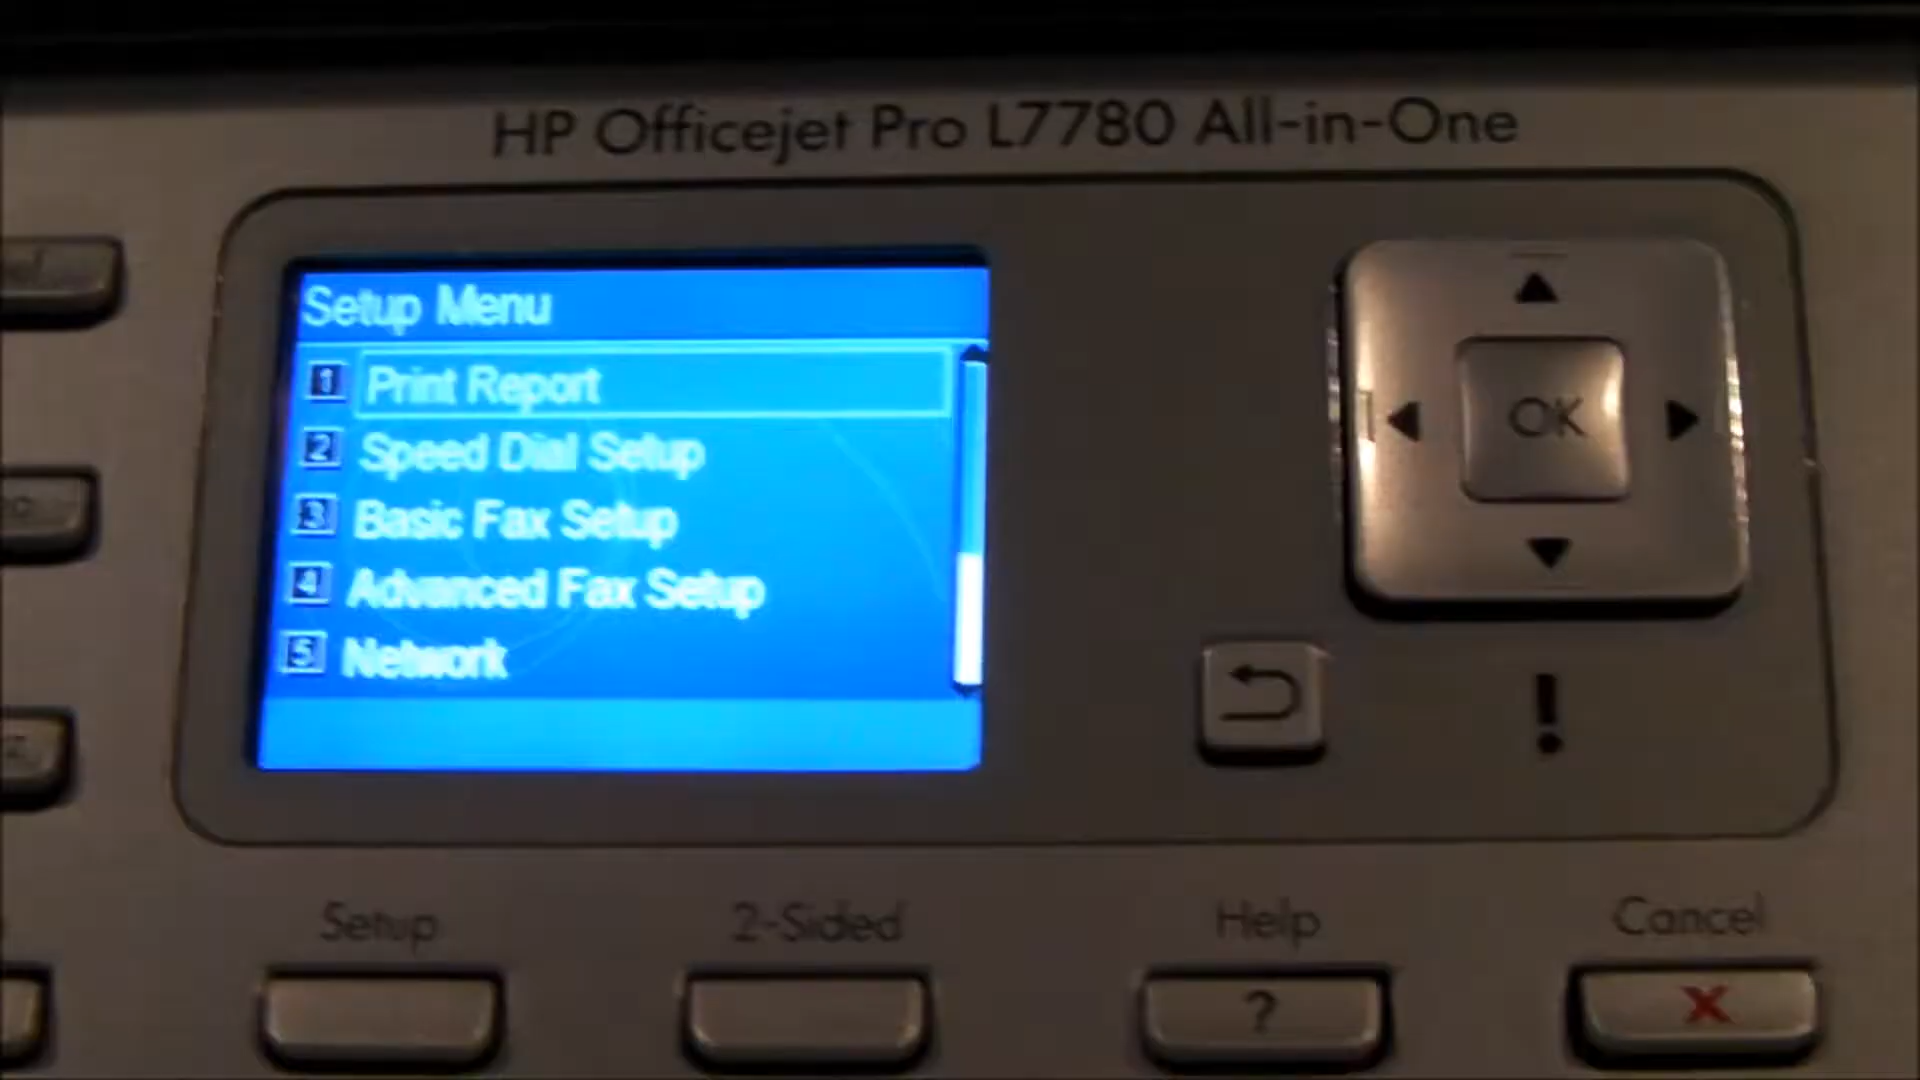 HP Officejet Pro L7780 All-in-One
Setup Menu
1 Print Report
2 Speed Dial Setup
3 Basic Fax Setup
4 Advanced Fax Setup
5 Network
OK
!
Setup
2-Sided
Help
Cancel
?
X